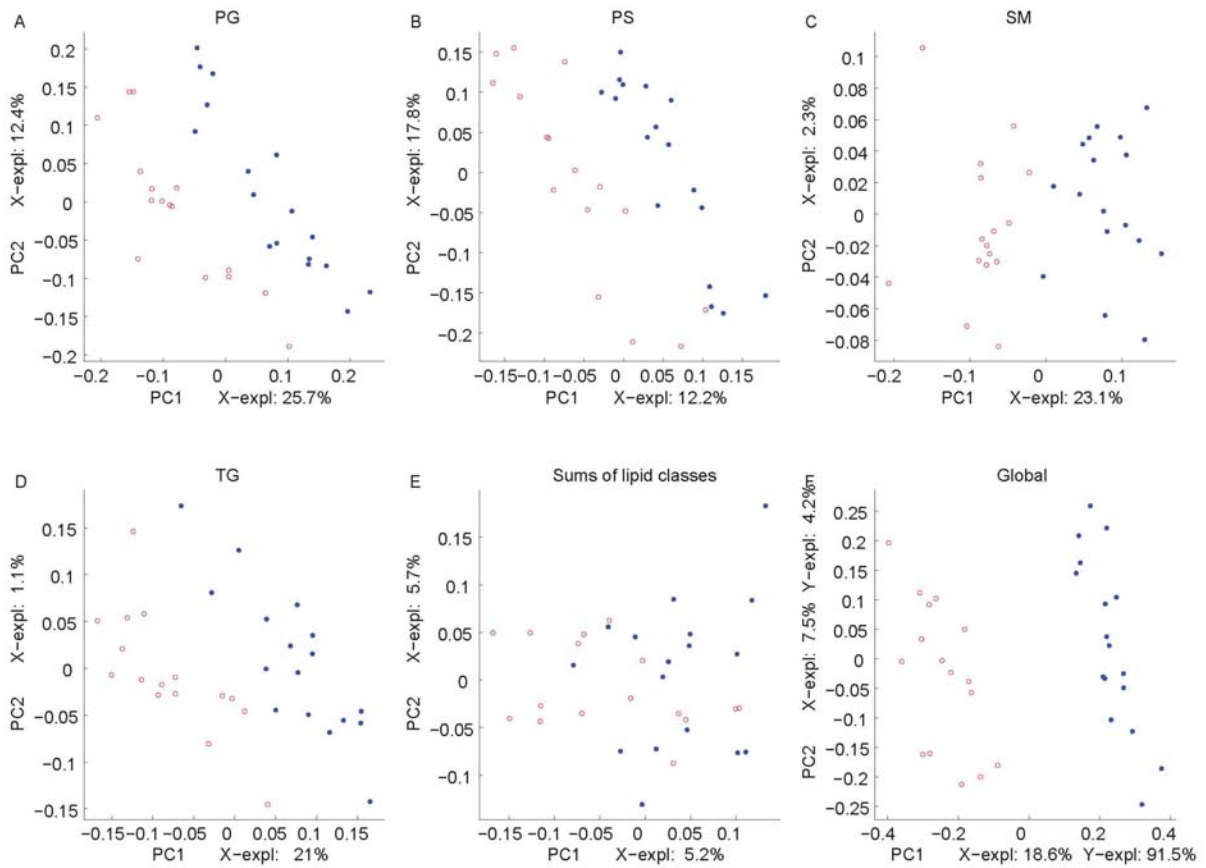 A
PG
0.2
0.15
0.1
0.05
0
−0.05
−0.1
−0.15
−0.2
PC2 X−expl: 12.4%
−0.2 −0.1 0 0.1 0.2
PC1 X−expl: 25.7%
B
PS
0.15
0.1
0.05
0
−0.05
−0.1
−0.15
−0.2
PC2 X−expl: 17.8%
−0.15−0.1−0.05 0 0.05 0.1 0.15
PC1 X−expl: 12.2%
C
SM
0.1
0.08
0.06
0.04
0.02
0
−0.02
−0.04
−0.06
−0.08
PC2 X−expl: 2.3%
−0.2 −0.1 0 0.1
PC1 X−expl: 23.1%
D
TG
0.15
0.1
0.05
0
−0.05
−0.1
−0.15
PC2 X−expl: 1.1%
−0.15 −0.1 −0.05 0 0.05 0.1 0.15
PC1 X−expl: 21%
E
Sums of lipid classes
0.15
0.1
0.05
0
−0.05
−0.1
PC2 X−expl: 5.7%
−0.15 −0.1 −0.05 0 0.05 0.1
PC1 X−expl: 5.2%
Global
0.25
0.2
0.15
0.1
0.05
0
−0.05
−0.1
−0.15
−0.2
−0.25
PC2 X−expl: 7.5% Y−expl: 4.2%
−0.4 −0.2 0 0.2 0.4
PC1 X−expl: 18.6% Y−expl: 91.5%